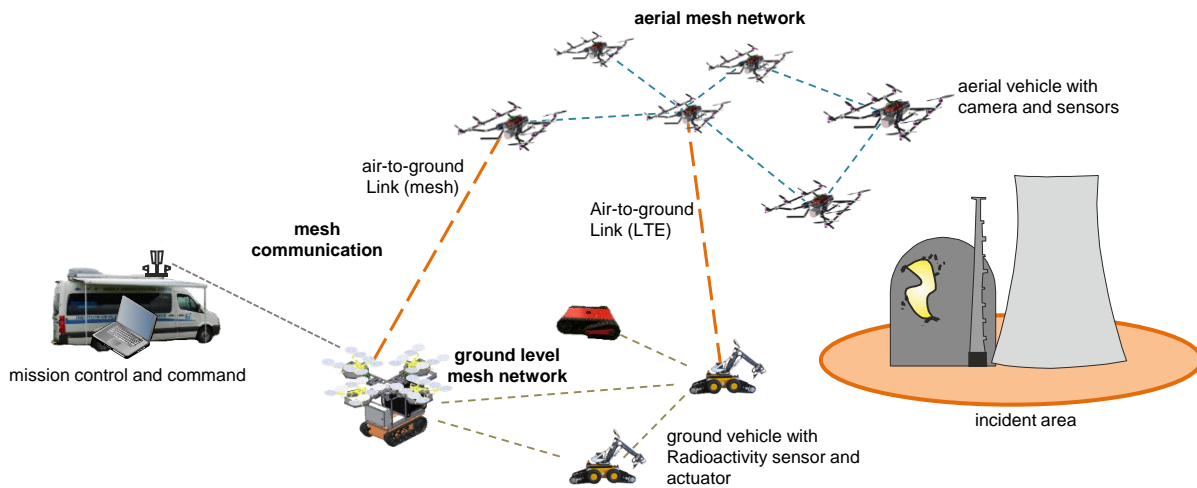 aerial mesh network
aerial vehicle with
camera and sensors
air-to-ground
Link (mesh)
Air-to-ground
Link (LTE)
mesh
communication
mission control and command
ground level
mesh network
incident area
ground vehicle with
Radioactivity sensor and
actuator